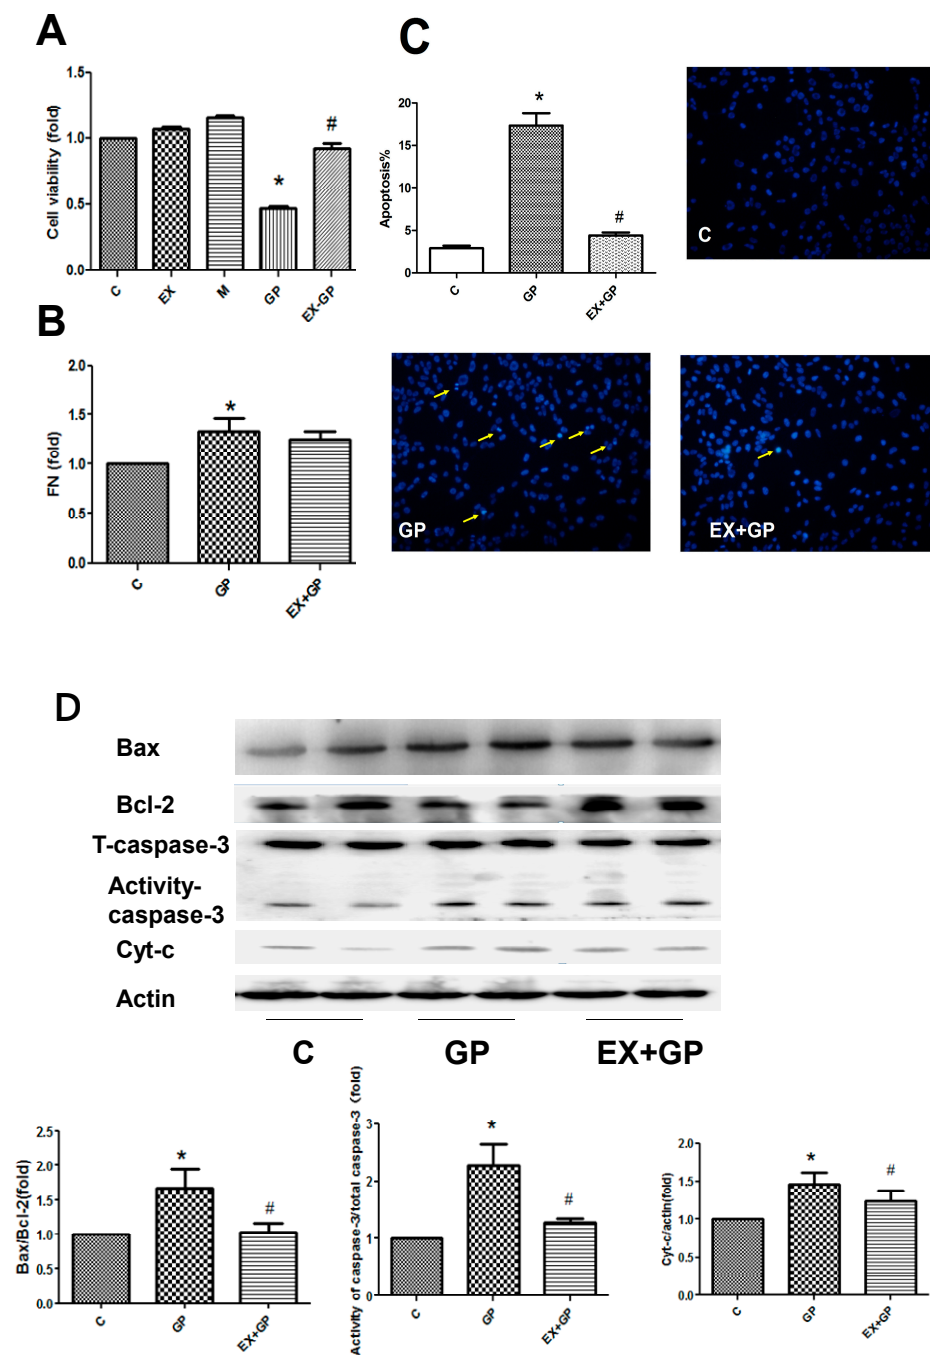 A
Cell viability (fold)
1.5
1.0
0.5
0.0
*
#
C
EX
M
GP
EX-GP
C
Apoptosis%
20
15
10
5
0
*
#
C
GP
EX+GP
C
B
FN (fold)
2.0
1.5
1.0
0.5
0.0
*
C
GP
EX+GP
GP
EX+GP
D
Bax
Bcl-2
T-caspase-3
Activity-
caspase-3
Cyt-c
Actin
C
GP
EX+GP
Bax/Bcl-2(fold)
2.5
2.0
1.5
1.0
0.5
0.0
*
#
C
GP
EX+GP
Activity of caspase-3/total caspase-3 (fold)
3
2
1
0
*
#
C
GP
EX+GP
Cyt-c/actin(fold)
2.0
1.5
1.0
0.5
0.0
*
#
C
GP
EX+GP